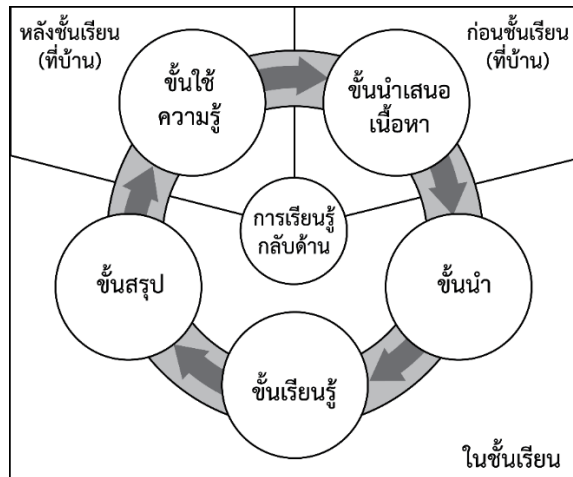 หลังชั้นเรียน
(ที่บ้าน)
ก่อนชั้นเรียน
(ที่บ้าน)
ขั้นใช้
ความรู้
ขั้นนำเสนอ
เนื้อหา
การเรียนรู้
กลับด้าน
ขั้นสรุป
ขั้นนำ
ขั้นเรียนรู้
ในชั้นเรียน